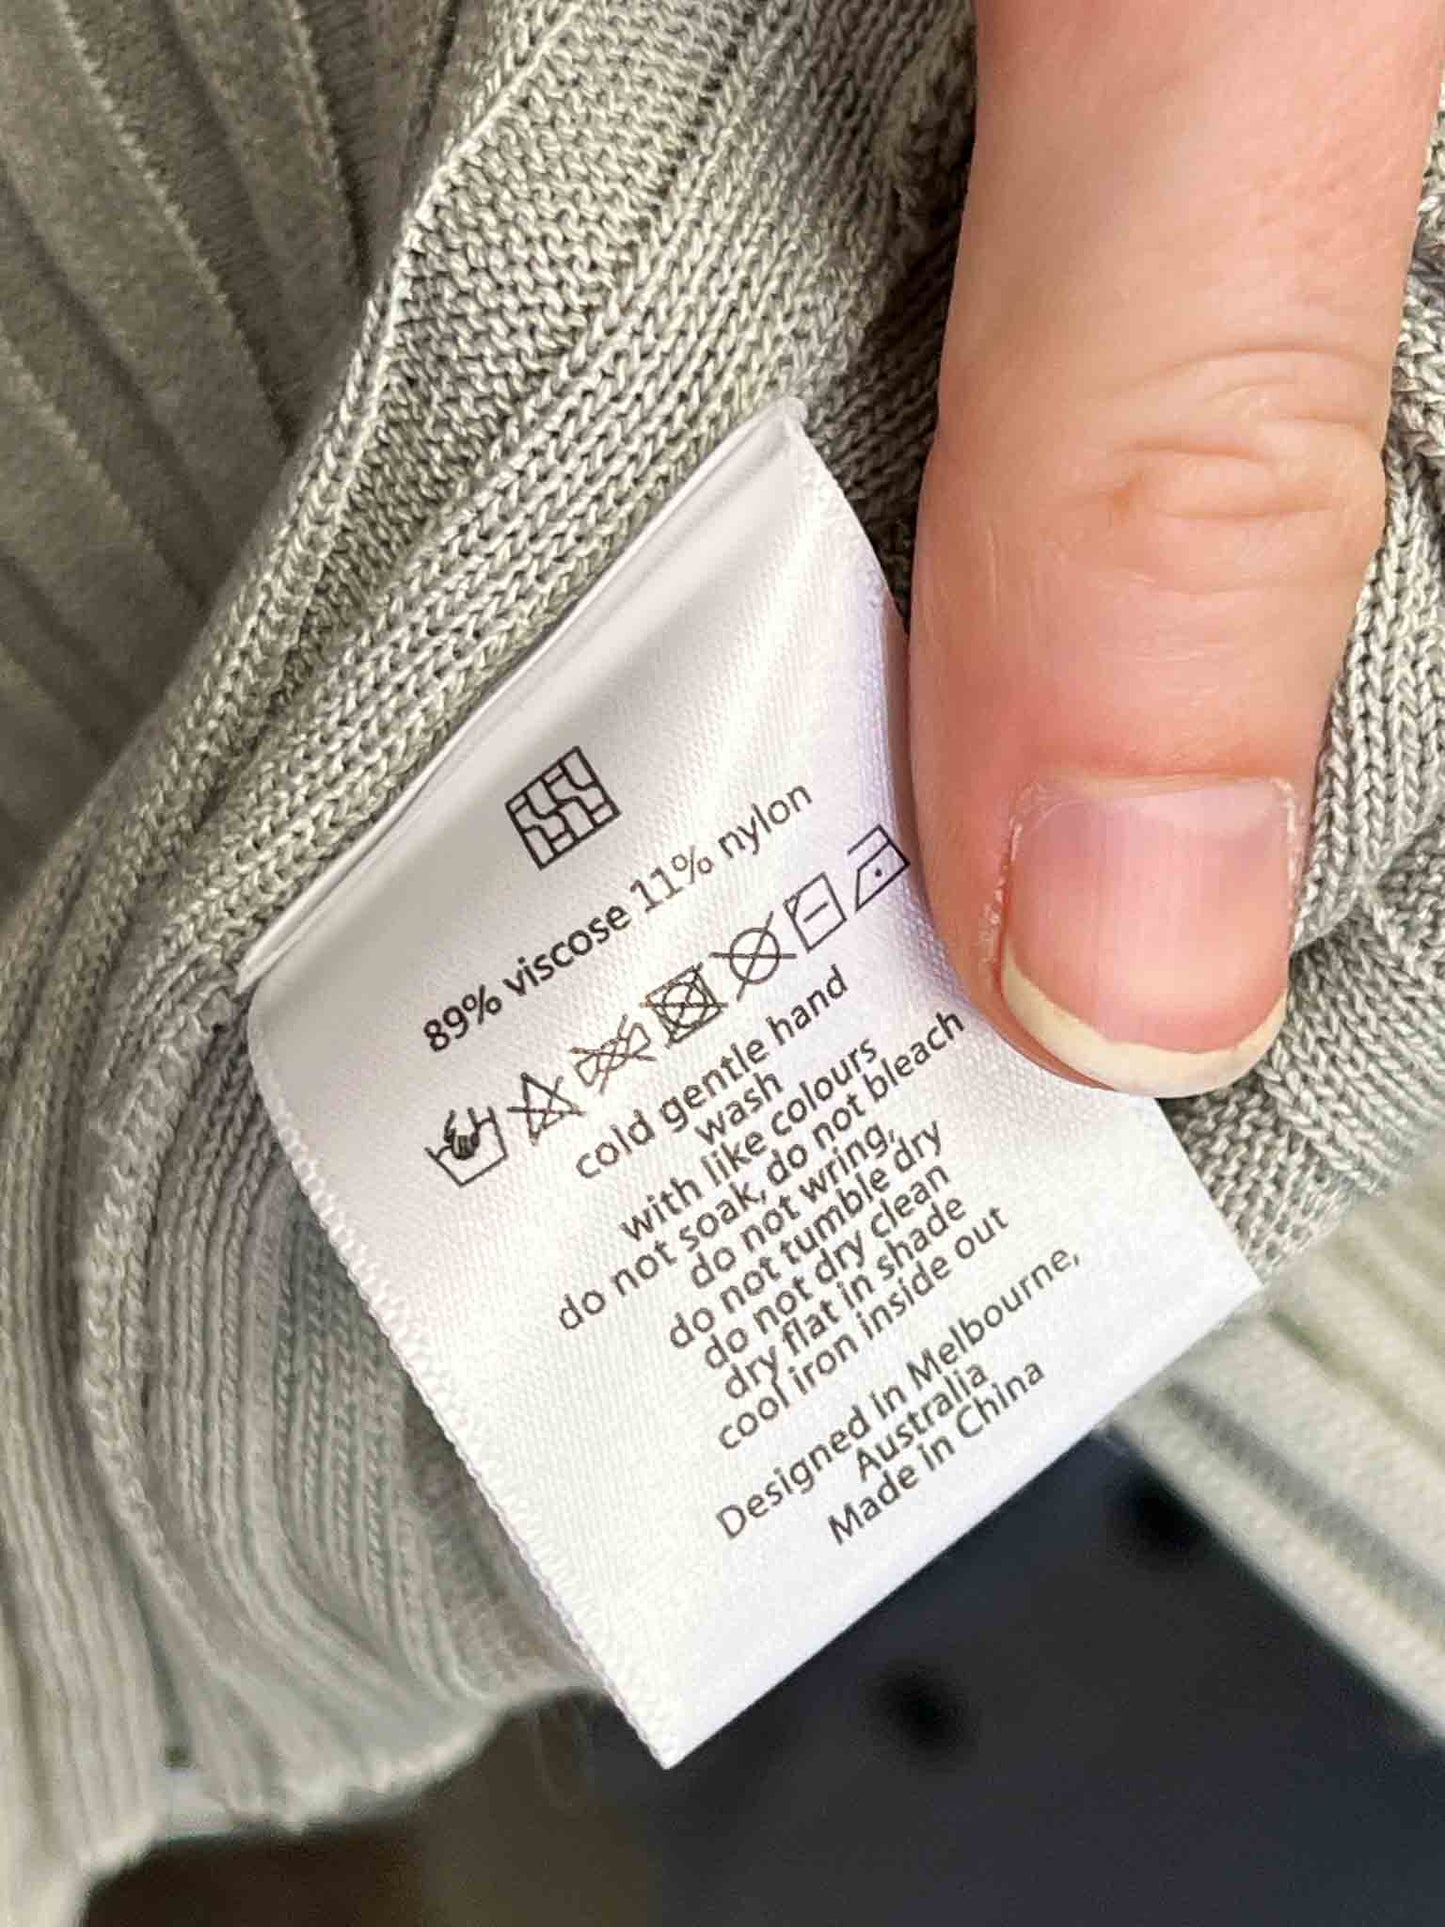 89% viscose 11% nylon
cold gentle hand
wash
with like colours
do not soak, do not bleach
do not wring,
do not tumble dry
do not dry clean
dry flat in shade
cool iron inside out
Designed in Melbourne,
Australia
Made in China